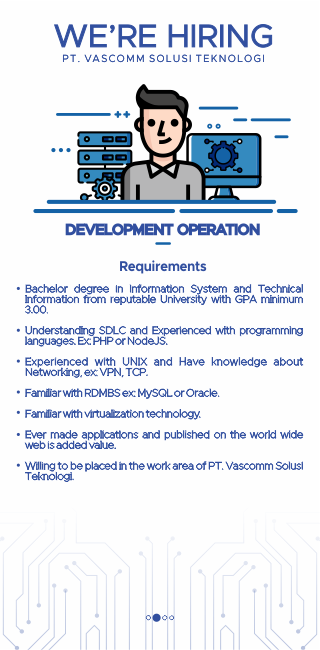 WE'RE HIRING
PT. VASCOMM SOLUSI TEKNOLOGI
DEVELOPMENT OPERATION
Requirements
• Bachelor degree in Information System and Technical
Information from reputable University with GPA minimum
3.00.
• Understanding SDLC and Experienced with programming
languages. Ex: PHP or NodeJS.
• Experienced with UNIX and Have knowledge about
Networking, ex: VPN, TCP.
• Familiar with RDMBS ex: MySQL or Oracle.
• Familiar with virtualization technology.
• Ever made applications and published on the world wide
web is added value.
• Willing to be placed in the work area of PT. Vascomm Solusi
Teknologi.